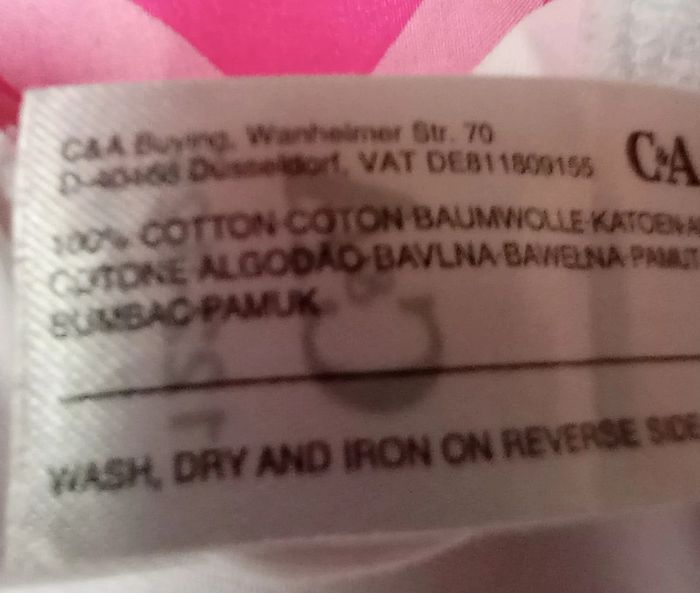 C&A Buying, Wanheimer Str. 70
D-40468 Düsseldorf, VAT DE811809155
C&A
100% COTTON·COTON·BAUMWOLLE·KATOEN·A
COTONE·ALGODÃO·BAVLNA·BAWEŁNA·PAMUT
BUMBAC·PAMUK
WASH, DRY AND IRON ON REVERSE SIDE